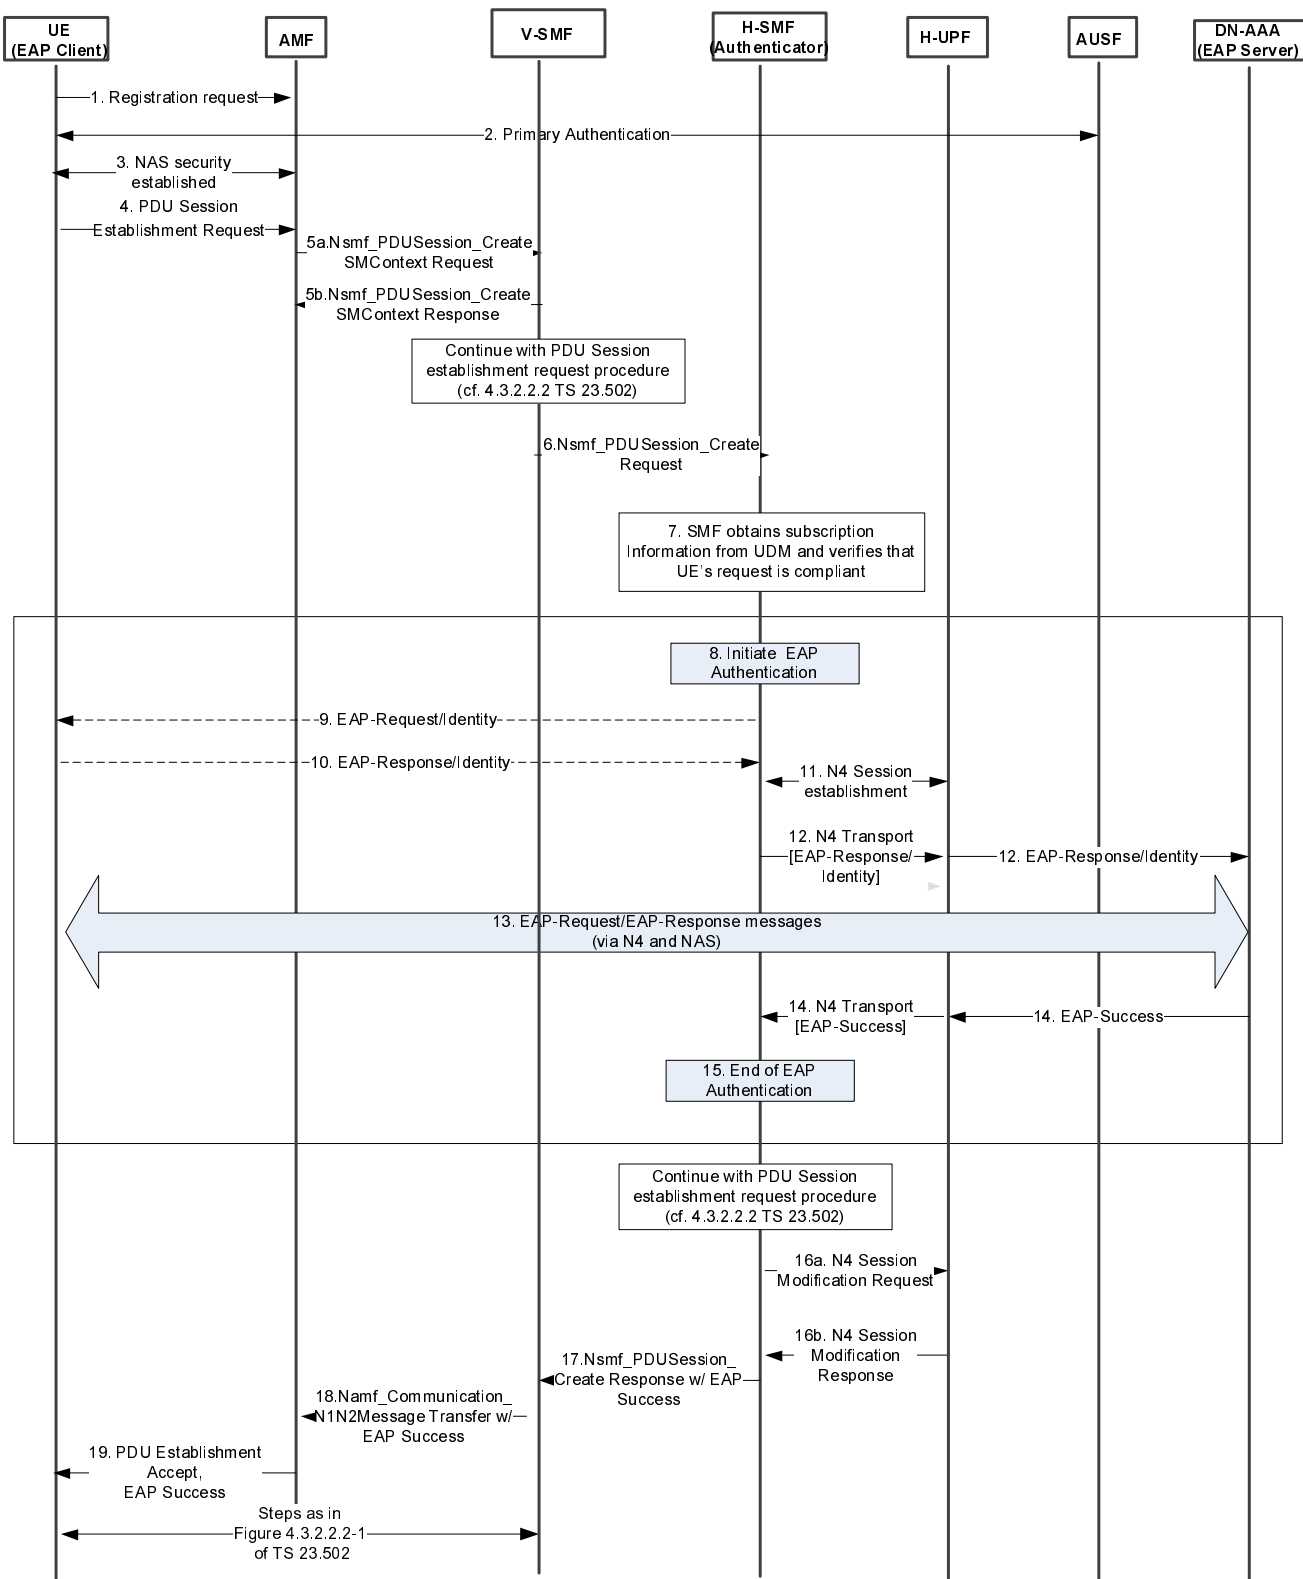 UE
(EAP Client)
AMF
V-SMF
H-SMF
(Authenticator)
H-UPF
AUSF
DN-AAA
(EAP Server)
1. Registration request
2. Primary Authentication
3. NAS security
established
4. PDU Session
Establishment Request
5a.Nsmf_PDUSession_Create
SMContext Request
5b.Nsmf_PDUSession_Create
SMContext Response
Continue with PDU Session
establishment request procedure
(cf. 4.3.2.2.2 TS 23.502)
6.Nsmf_PDUSession_Create
Request
7. SMF obtains subscription
Information from UDM and verifies that
UE's request is compliant
8. Initiate EAP
Authentication
9. EAP-Request/Identity
10. EAP-Response/Identity
11. N4 Session
establishment
12. N4 Transport
[EAP-Response/
Identity]
12. EAP-Response/Identity
13. EAP-Request/EAP-Response messages
(via N4 and NAS)
14. N4 Transport
[EAP-Success]
14. EAP-Success
15. End of EAP
Authentication
Continue with PDU Session
establishment request procedure
(cf. 4.3.2.2.2 TS 23.502)
16a. N4 Session
Modification Request
16b. N4 Session
Modification
Response
17.Nsmf_PDUSession_
Create Response w/ EAP
Success
18.Namf_Communication_
N1N2Message Transfer w/
EAP Success
19. PDU Establishment
Accept,
EAP Success
Steps as in
Figure 4.3.2.2.2-1
of TS 23.502